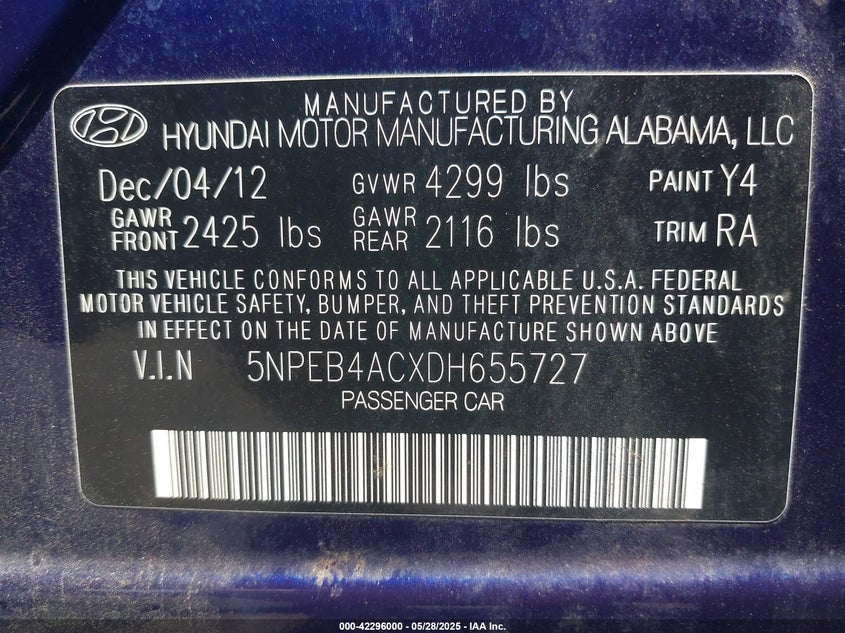 MANUFACTURED BY
HYUNDAI MOTOR MANUFACTURING ALABAMA, LLC
Dec/04/12 GVWR 4299 lbs PAINT Y4
GAWR FRONT 2425 lbs GAWR REAR 2116 lbs TRIM RA
THIS VEHICLE CONFORMS TO ALL APPLICABLE U.S.A. FEDERAL
MOTOR VEHICLE SAFETY, BUMPER, AND THEFT PREVENTION STANDARDS
IN EFFECT ON THE DATE OF MANUFACTURE SHOWN ABOVE
V.I.N 5NPEB4ACXDH655727
PASSENGER CAR
000-42296000 - 05/28/2025 - IAA Inc.